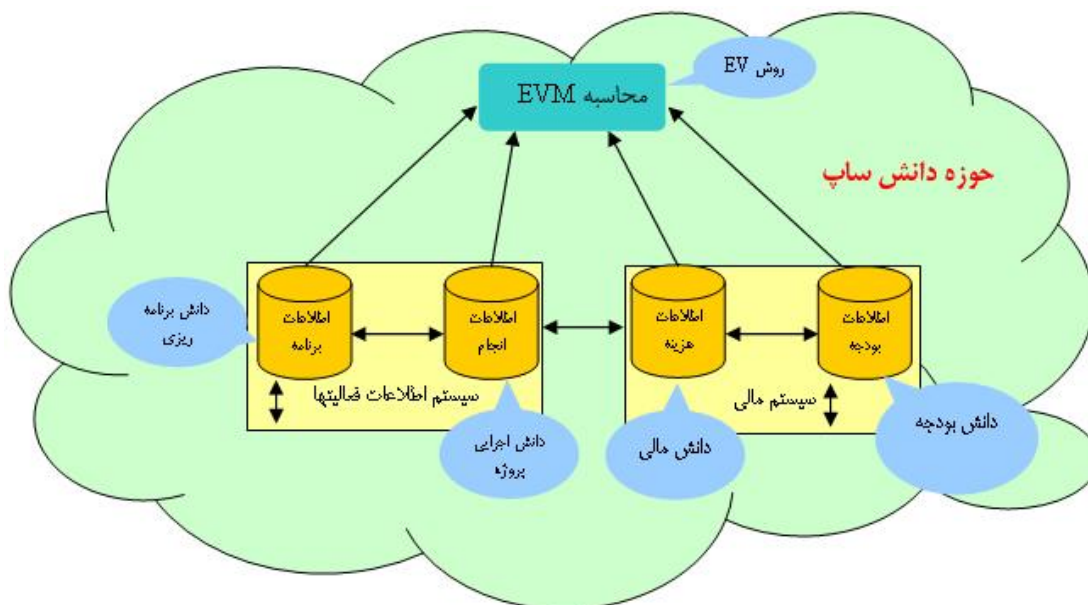 روش EV
محاسبه EVM
حوزه دانش ساپ
دانش برنامه
ریزی
اطلاعات
برنامه
اطلاعات
انجام
اطلاعات
هزینه
اطلاعات
بودجه
سیستم اطلاعات فعالیتها
سیستم مالی
دانش اجرایی
پروژه
دانش مالی
دانش بودجه